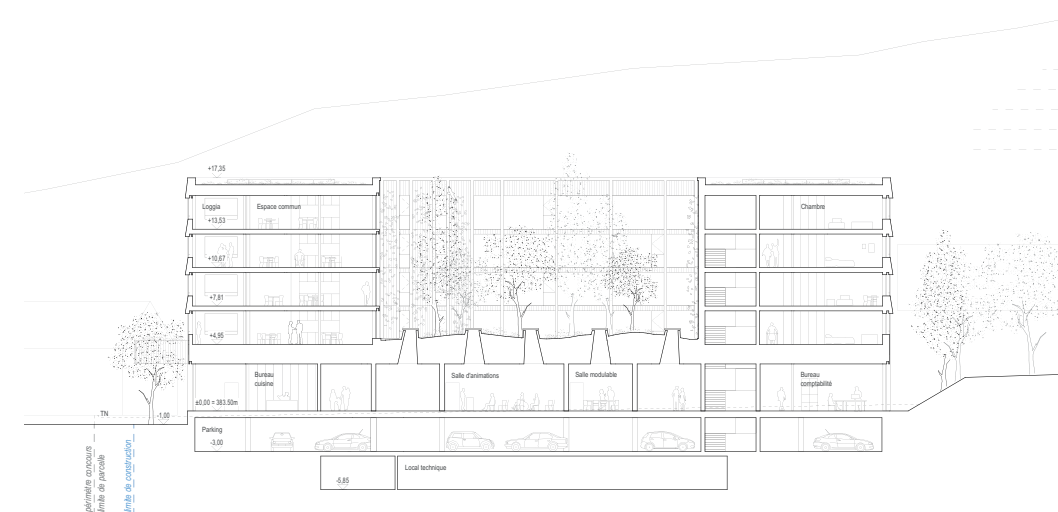 +17,35
Loggia
Espace commun
Chambre
+13,53
+10,67
+7,81
+4,95
Bureau
cuisine
Salle d'animations
Salle modulable
Bureau
comptabilité
±0,00 = 383.50m
TN
-1,00
Parking
-3,00
Local technique
-5,85
périmètre concours
limite de parcelle
limite de construction